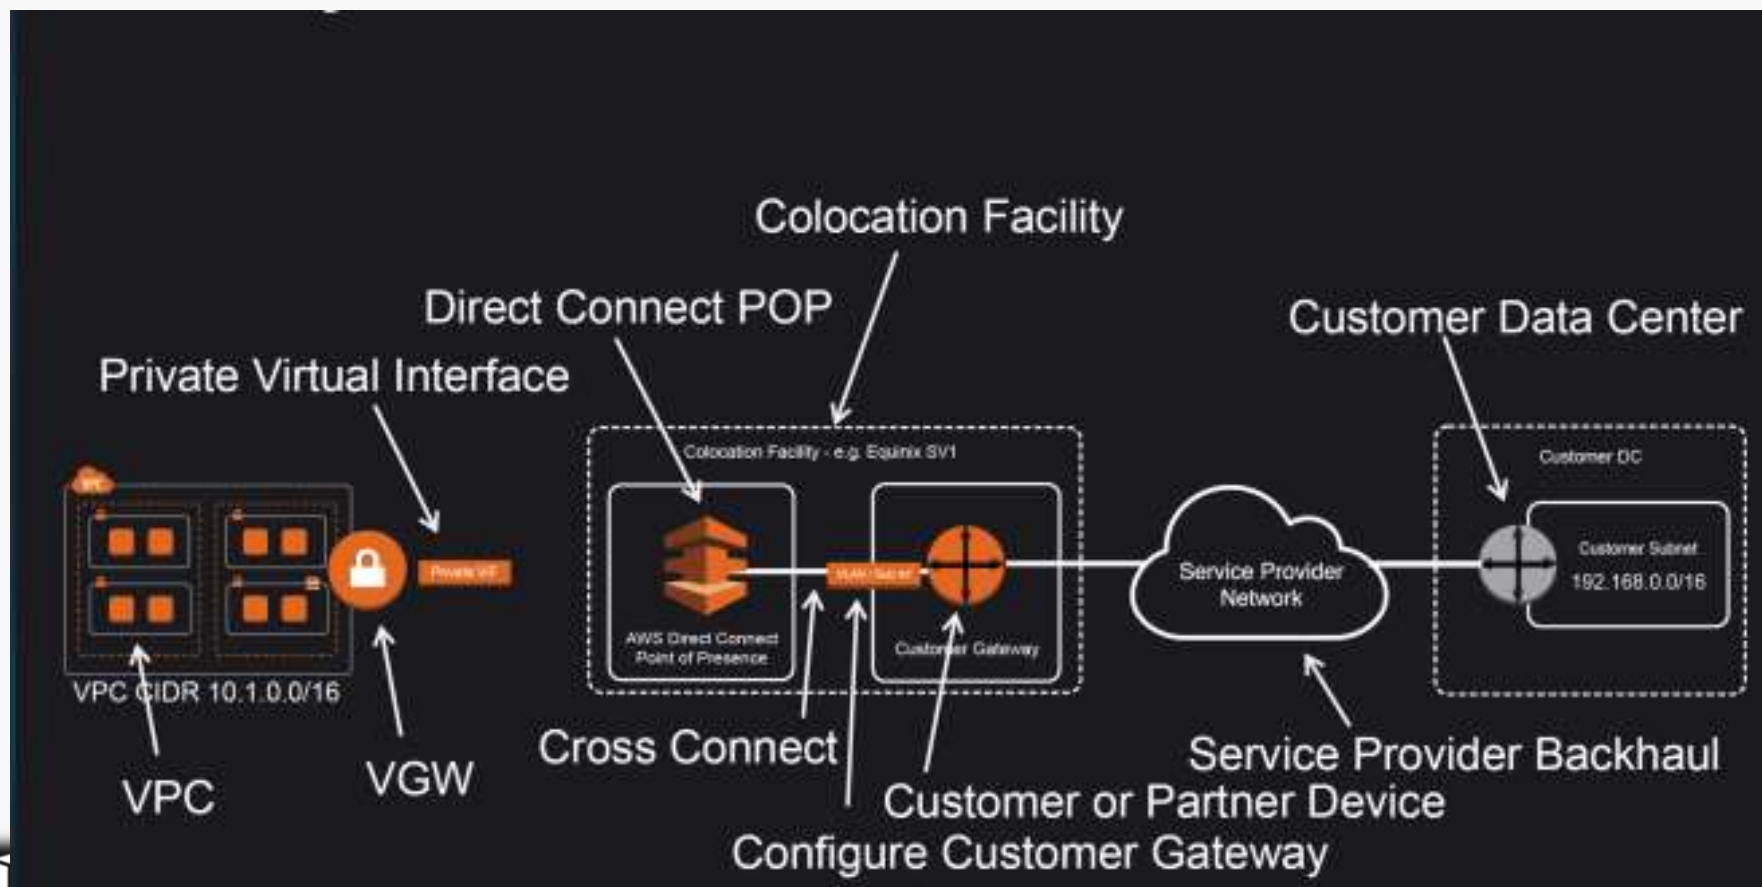 Colocation Facility
Direct Connect POP
Customer Data Center
Private Virtual Interface
Colocation Facility - e.g. Equinix SV1
Customer DC
VPC
Private VIF
Customer Subnet
192.168.0.0/16
Service Provider
Network
AWS Direct Connect
Point of Presence
Customer Gateway
VPC CIDR 10.1.0.0/16
Cross Connect
Service Provider Backhaul
VGW
VPC
Customer or Partner Device
Configure Customer Gateway